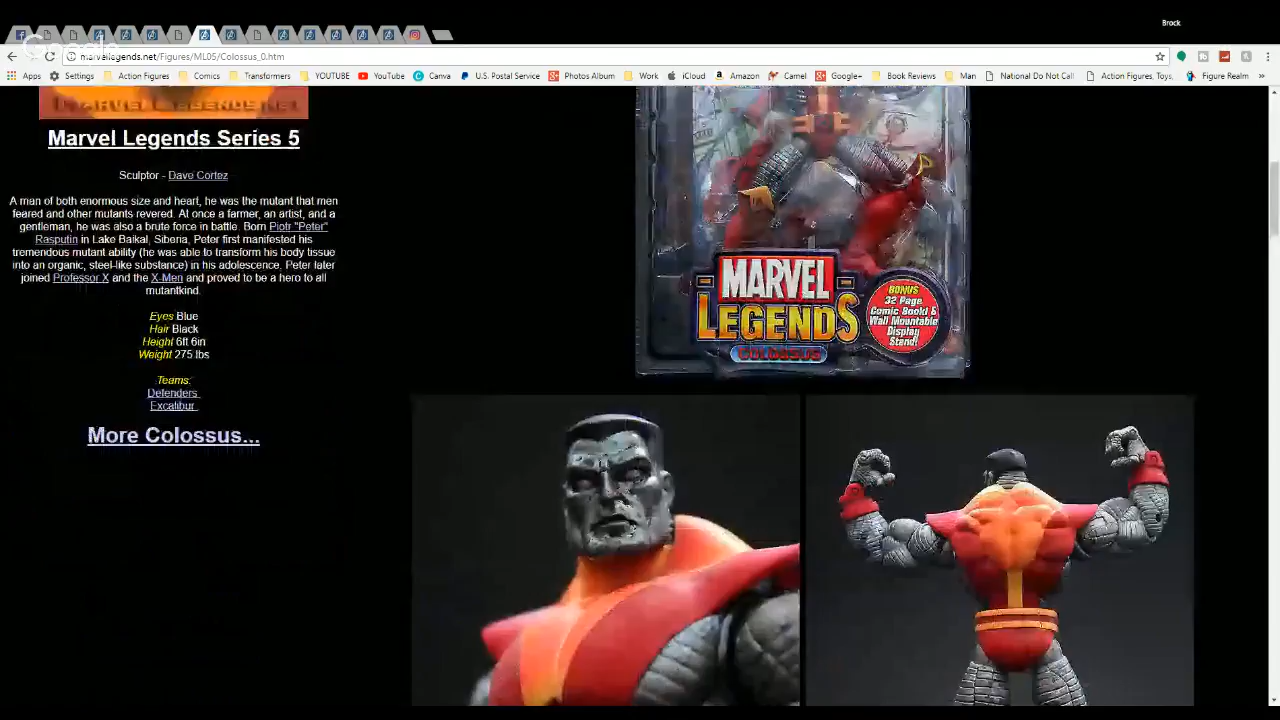 Brock
Google
marvellegends.net/Figures/ML05/Colossus_0.htm
Apps Settings Action Figures Comics Transformers YOUTUBE YouTube Canva U.S. Postal Service Photos Album Work iCloud Amazon Camel Google+ Book Reviews Man National Do Not Call Action Figures, Toys, Figure Realm »
MARVEL LEGENDS.NET
Marvel Legends Series 5
Sculptor - Dave Cortez
A man of both enormous size and heart, he was the mutant that men
feared and other mutants revered. At once a farmer, an artist, and a
gentleman, he was also a brute force in battle. Born Piotr "Peter"
Rasputin in Lake Baikal, Siberia, Peter first manifested his
tremendous mutant ability (he was able to transform his body tissue
into an organic, steel-like substance) in his adolescence. Peter later
joined Professor X and the X-Men and proved to be a hero to all
mutantkind.
Eyes Blue
Hair Black
Height 6ft 6in
Weight 275 lbs
Teams:
Defenders
Excalibur
More Colossus...
MARVEL
LEGENDS
COLOSSUS
BONUS
32 Page
Comic Book! &
Wall Mountable
Display
Stand!